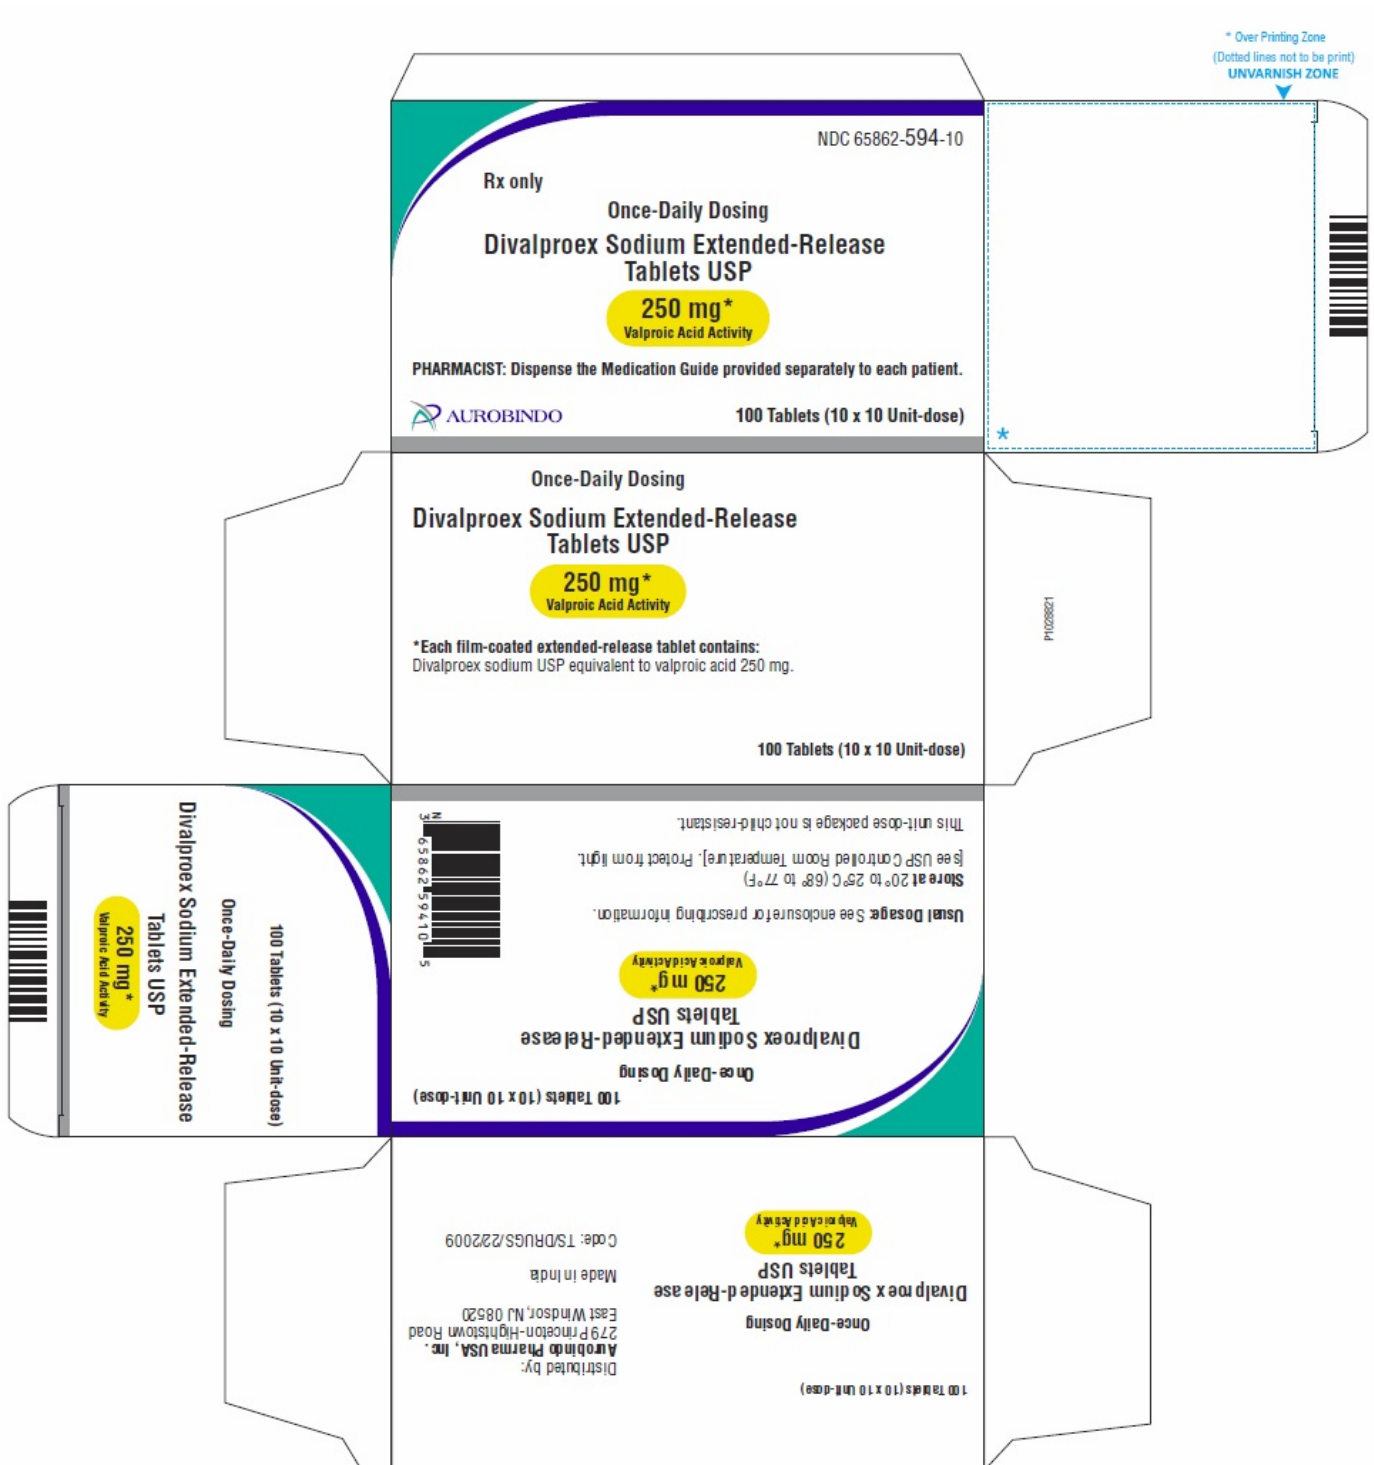 * Over Printing Zone
(Dotted lines not to be print)
UNVARNISH ZONE
NDC 65862-594-10
Rx only
Once-Daily Dosing
Divalproex Sodium Extended-Release
Tablets USP
250 mg*
Valproic Acid Activity
PHARMACIST: Dispense the Medication Guide provided separately to each patient.
AUROBINDO
100 Tablets (10 x 10 Unit-dose)
*
Once-Daily Dosing
Divalproex Sodium Extended-Release
Tablets USP
250 mg*
Valproic Acid Activity
*Each film-coated extended-release tablet contains:
Divalproex sodium USP equivalent to valproic acid 250 mg.
100 Tablets (10 x 10 Unit-dose)
P1028821
100 Tablets (10 x 10 Unit-dose)
Once-Daily Dosing
Divalproex Sodium Extended-Release
Tablets USP
250 mg*
Valproic Acid Activity
100 Tablets (10 x 10 Unit-dose)
Once-Daily Dosing
Divalproex Sodium Extended-Release
Tablets USP
250 mg*
Valproic Acid Activity
Usual Dosage: See enclosure for prescribing information.
Store at 20° to 25°C (68° to 77°F)
[see USP Controlled Room Temperature]. Protect from light.
This unit-dose package is not child-resistant.
N
3 65862 59410 5
100 Tablets (10 x 10 Unit-dose)
Once-Daily Dosing
Divalproex Sodium Extended-Release
Tablets USP
250 mg*
Valproic Acid Activity
Distributed by:
Aurobindo Pharma USA, Inc.
279 Princeton-Hightstown Road
East Windsor, NJ 08520
Made in India
Code: TS/DRUGS/22/2009